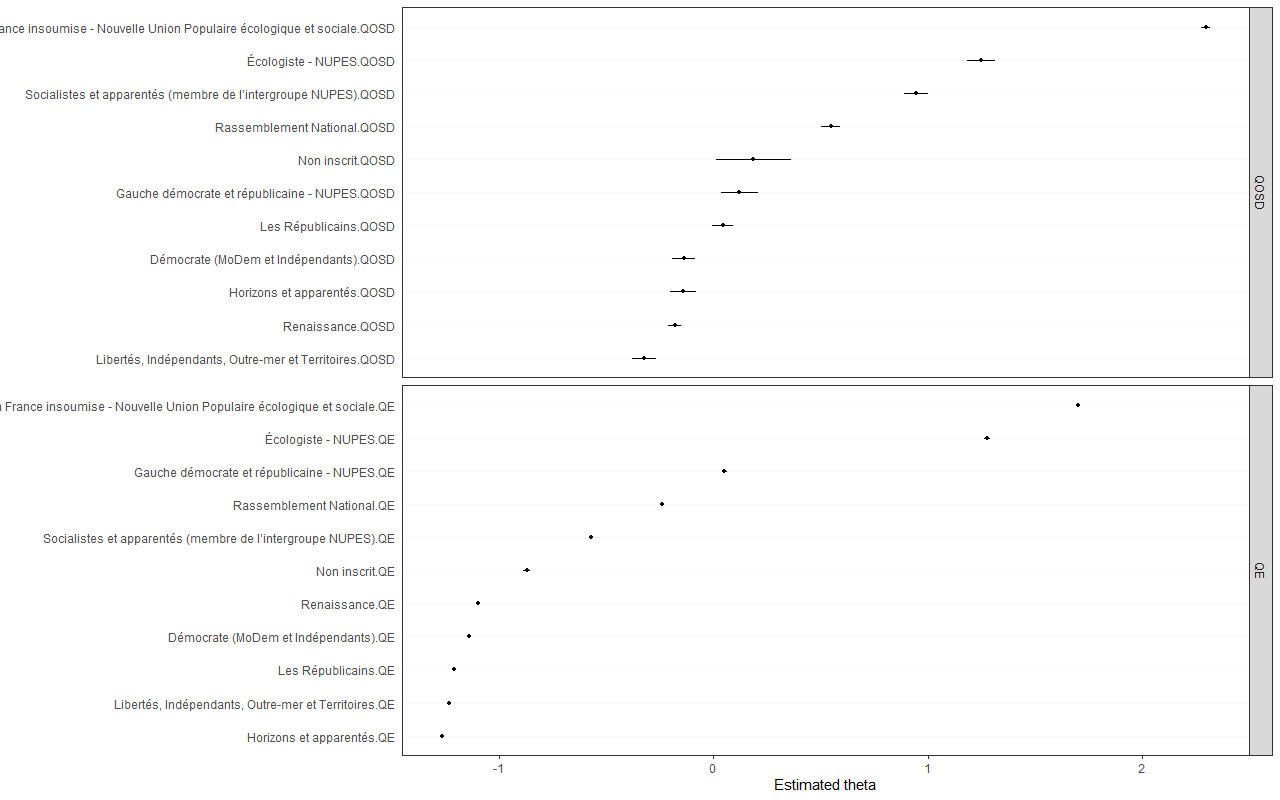 ance insoumise - Nouvelle Union Populaire écologique et sociale.QOSD
Écologiste - NUPES.QOSD
Socialistes et apparentés (membre de l’intergroupe NUPES).QOSD
Rassemblement National.QOSD
Non inscrit.QOSD
Gauche démocrate et républicaine - NUPES.QOSD
Les Républicains.QOSD
Démocrate (MoDem et Indépendants).QOSD
Horizons et apparentés.QOSD
Renaissance.QOSD
Libertés, Indépendants, Outre-mer et Territoires.QOSD
QOSD
France insoumise - Nouvelle Union Populaire écologique et sociale.QE
Écologiste - NUPES.QE
Gauche démocrate et républicaine - NUPES.QE
Rassemblement National.QE
Socialistes et apparentés (membre de l’intergroupe NUPES).QE
Non inscrit.QE
Renaissance.QE
Démocrate (MoDem et Indépendants).QE
Les Républicains.QE
Libertés, Indépendants, Outre-mer et Territoires.QE
Horizons et apparentés.QE
QE
-1 0 1 2
Estimated theta